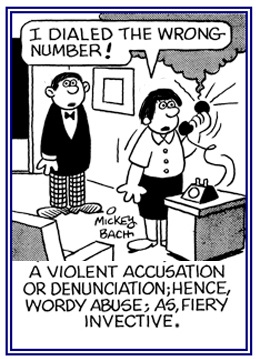 I DIALED THE WRONG
NUMBER!
MICKEY
BACH
A VIOLENT ACCUSATION
OR DENUNCIATION; HENCE,
WORDY ABUSE; AS, FIERY
INVECTIVE.